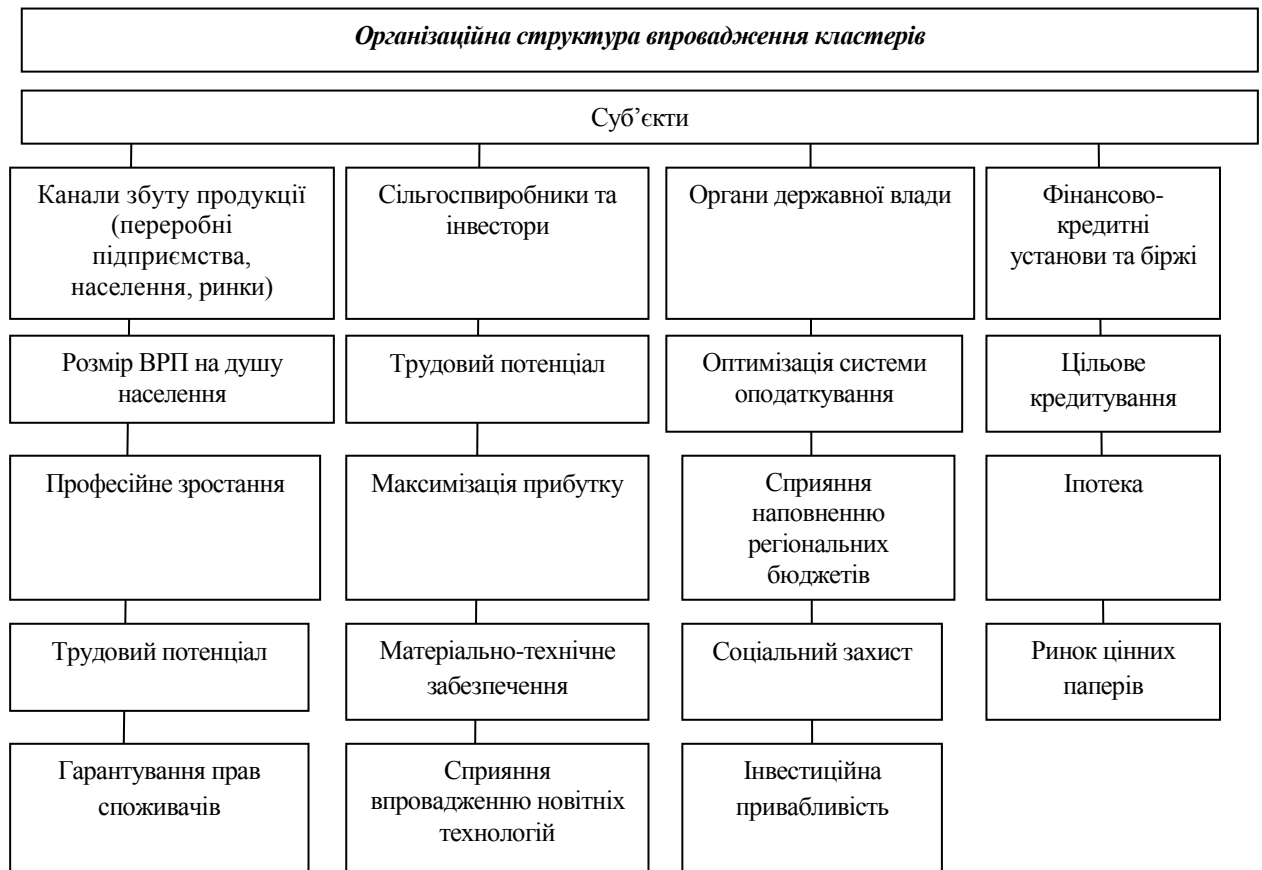 Організаційна структура впровадження кластерів
Суб’єкти
Канали збуту продукції
(переробні
підприємства,
населення, ринки)
Сільгоспвиробники та
інвестори
Органи державної влади
Фінансово-
кредитні
установи та біржі
Розмір ВРП на душу
населення
Трудовий потенціал
Оптимізація системи
оподаткування
Цільове
кредитування
Професійне зростання
Максимізація прибутку
Сприяння
наповненню
регіональних
бюджетів
Іпотека
Трудовий потенціал
Матеріально-технічне
забезпечення
Соціальний захист
Ринок цінних
паперів
Гарантування прав
споживачів
Сприяння
впровадженню новітніх
технологій
Інвестиційна
привабливість